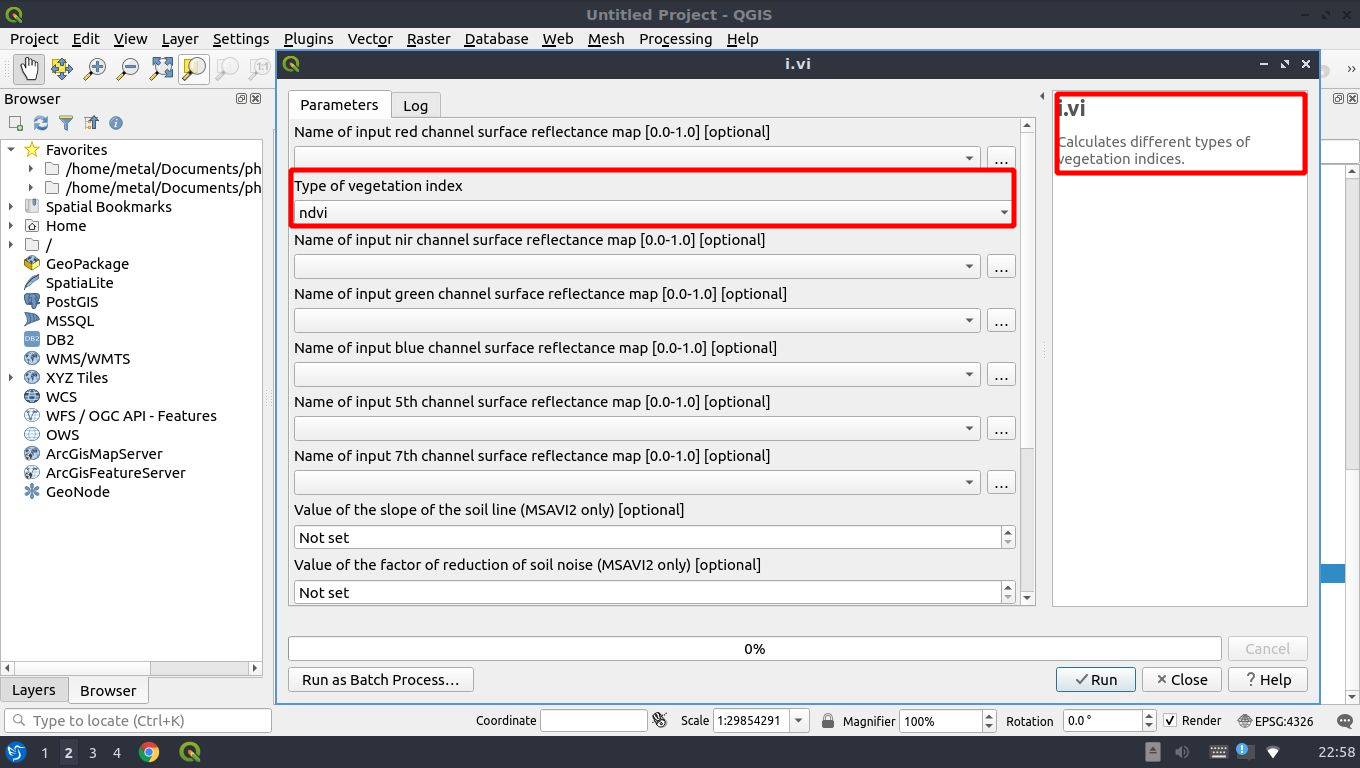 Untitled Project - QGIS
Project Edit View Layer Settings Plugins Vector Raster Database Web Mesh Processing Help
i.vi
Browser
Favorites
/home/metal/Documents/ph
/home/metal/Documents/ph
Spatial Bookmarks
Home
/
GeoPackage
SpatiaLite
PostGIS
MSSQL
DB2
DB2
WMS/WMTS
XYZ Tiles
WCS
WFS / OGC API - Features
OWS
ArcGisMapServer
ArcGisFeatureServer
GeoNode
Layers Browser
Parameters Log
Name of input red channel surface reflectance map [0.0-1.0] [optional]
...
Type of vegetation index
ndvi
Name of input nir channel surface reflectance map [0.0-1.0] [optional]
...
Name of input green channel surface reflectance map [0.0-1.0] [optional]
...
Name of input blue channel surface reflectance map [0.0-1.0] [optional]
...
Name of input 5th channel surface reflectance map [0.0-1.0] [optional]
...
Name of input 7th channel surface reflectance map [0.0-1.0] [optional]
...
Value of the slope of the soil line (MSAVI2 only) [optional]
Not set
Value of the factor of reduction of soil noise (MSAVI2 only) [optional]
Not set
i.vi
Calculates different types of
vegetation indices.
0% Cancel
Run as Batch Process... Run Close Help
Type to locate (Ctrl+K) Coordinate Scale 1:29854291 Magnifier 100% Rotation 0.0 ° Render EPSG:4326
1 2 3 4 22:58